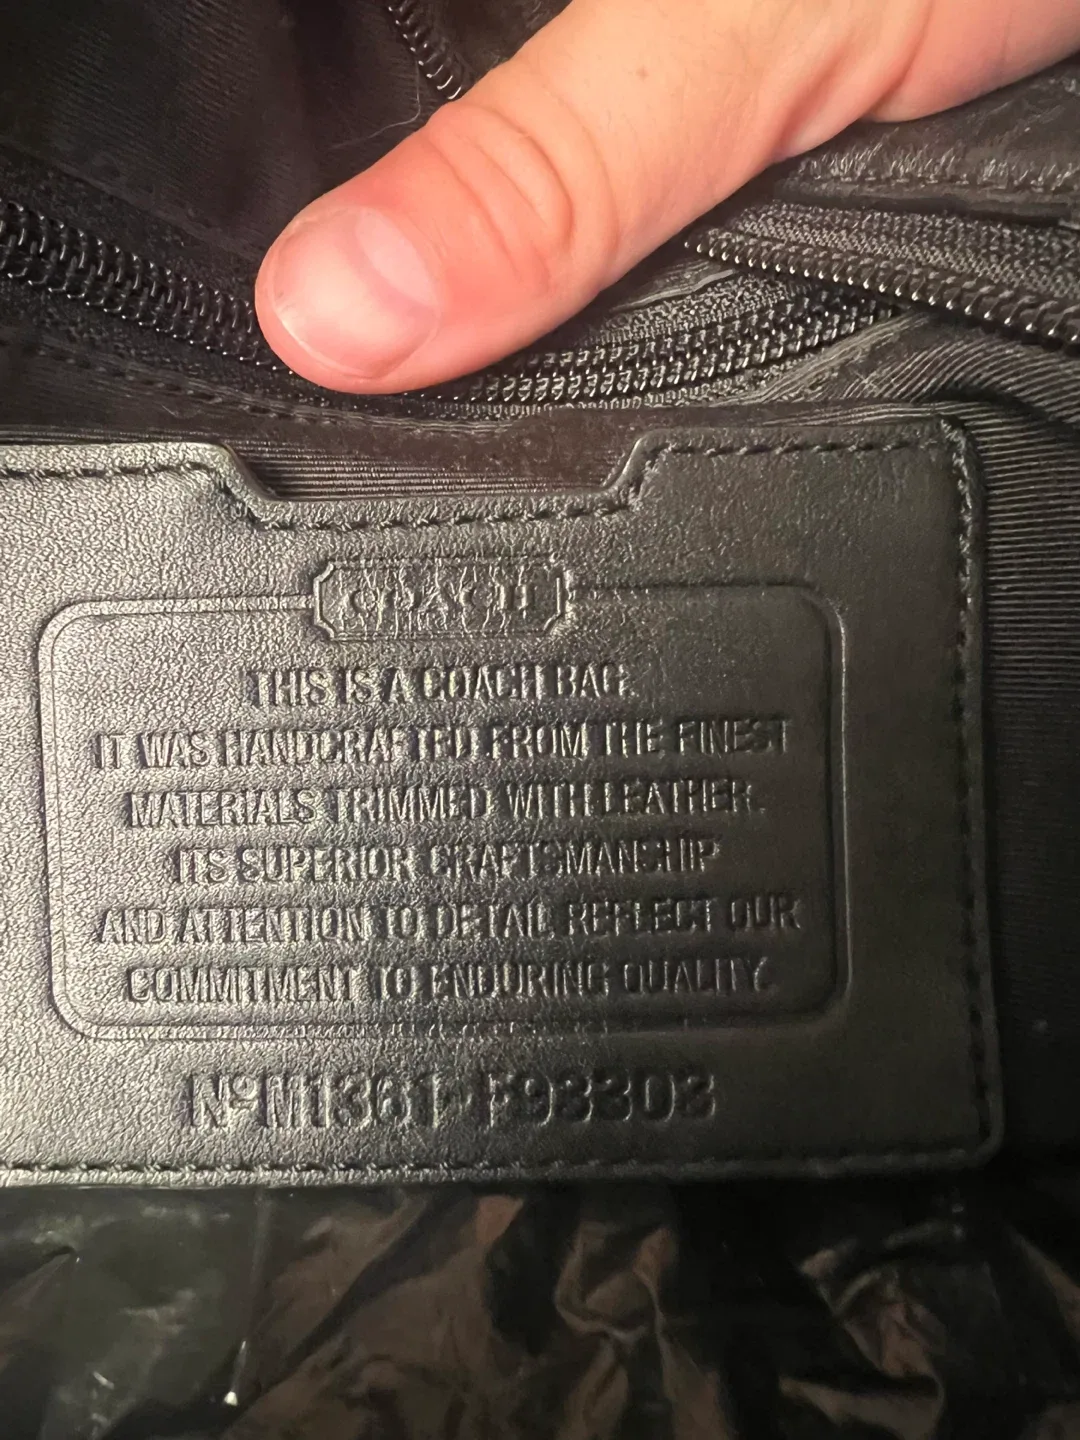 COACH
THIS IS A COACH BAG.
IT WAS HANDCRAFTED FROM THE FINEST
MATERIALS TRIMMED WITH LEATHER.
ITS SUPERIOR CRAFTSMANSHIP
AND ATTENTION TO DETAIL REFLECT OUR
COMMITMENT TO ENDURING QUALITY.
Nº M1361-F93303